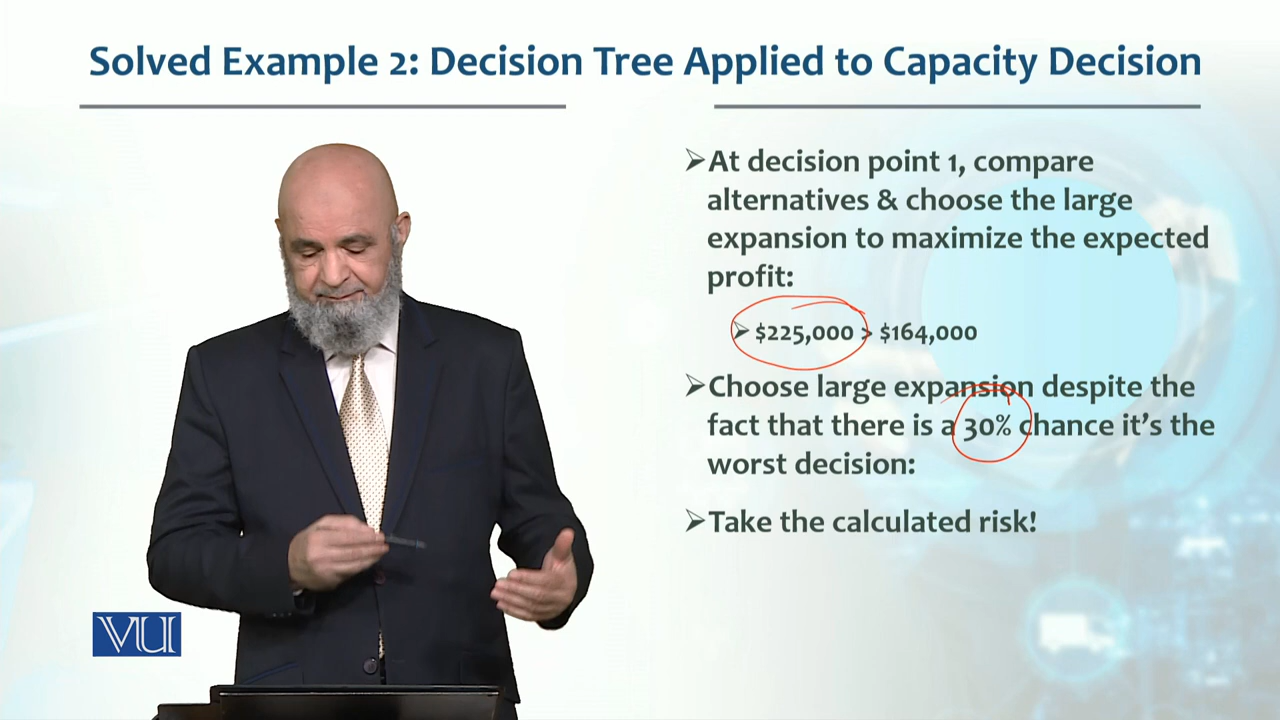 Solved Example 2: Decision Tree Applied to Capacity Decision
➢At decision point 1, compare
alternatives & choose the large
expansion to maximize the expected
profit:
➢ $225,000 > $164,000
➢Choose large expansion despite the
fact that there is a 30% chance it's the
worst decision:
➢Take the calculated risk!
VU